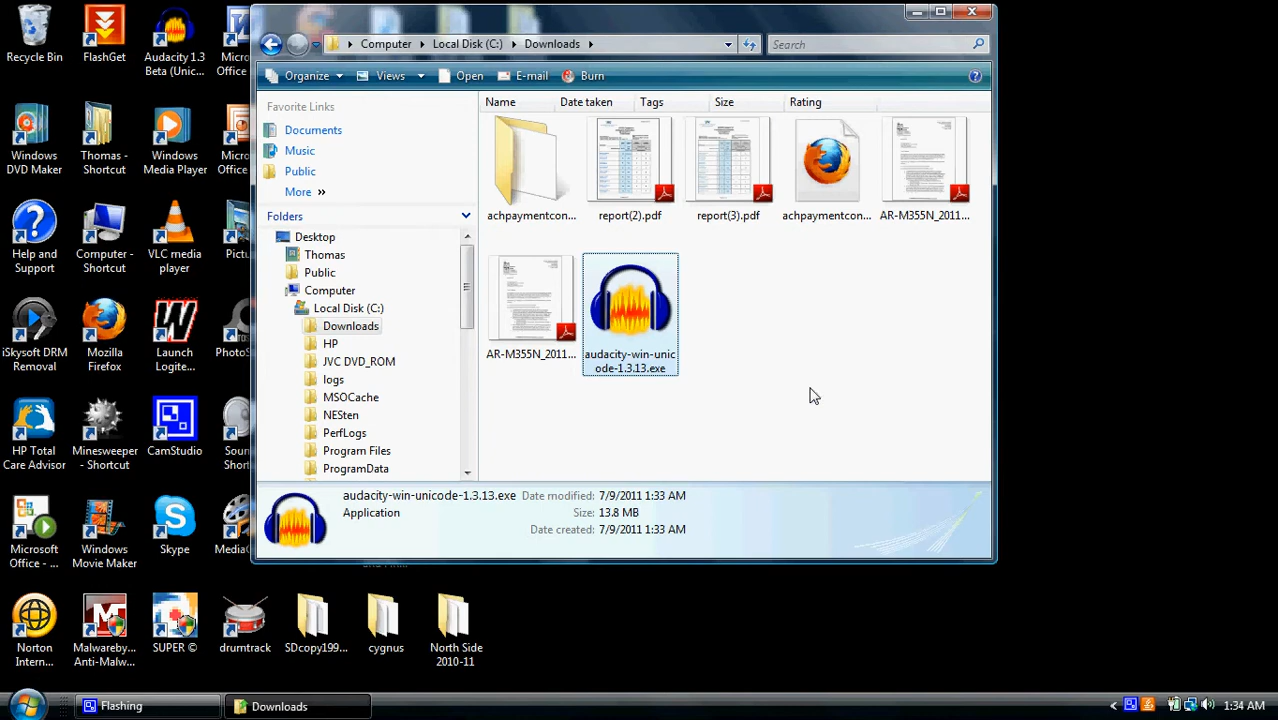 Recycle Bin
FlashGet
Audacity 1.3
Beta (Unic...
Micro
Office
Windows
DVD Maker
Thomas -
Shortcut
Windows
Media Player
Micro
Office
Help and
Support
Computer -
Shortcut
VLC media
player
Pictu
iSkysoft DRM
Removal
Mozilla
Firefox
Launch
Logite...
PhotoS
HP Total
Care Advisor
Minesweeper
- Shortcut
CamStudio
Soun
Short
Microsoft
Office - ...
Windows
Movie Maker
Skype
MediaC
Norton
Intern...
Malwareby...
Anti-Malw...
SUPER ©
drumtrack
SDcopy199...
cygnus
North Side
2010-11
Computer
Local Disk (C:)
Downloads
Search
Organize
Views
Open
E-mail
Burn
Favorite Links
Documents
Music
Public
More »
Folders
Desktop
Thomas
Public
Computer
Local Disk (C:)
Downloads
HP
JVC DVD_ROM
logs
MSOCache
NESten
PerfLogs
Program Files
ProgramData
Name Date taken Tags Size Rating
achpaymentcon...
report(2).pdf
report(3).pdf
achpaymentcon...
AR-M355N_2011...
AR-M355N_2011...
audacity-win-unic
ode-1.3.13.exe
audacity-win-unicode-1.3.13.exe Date modified: 7/9/2011 1:33 AM
Application Size: 13.8 MB
Date created: 7/9/2011 1:33 AM
Flashing
Downloads
1:34 AM